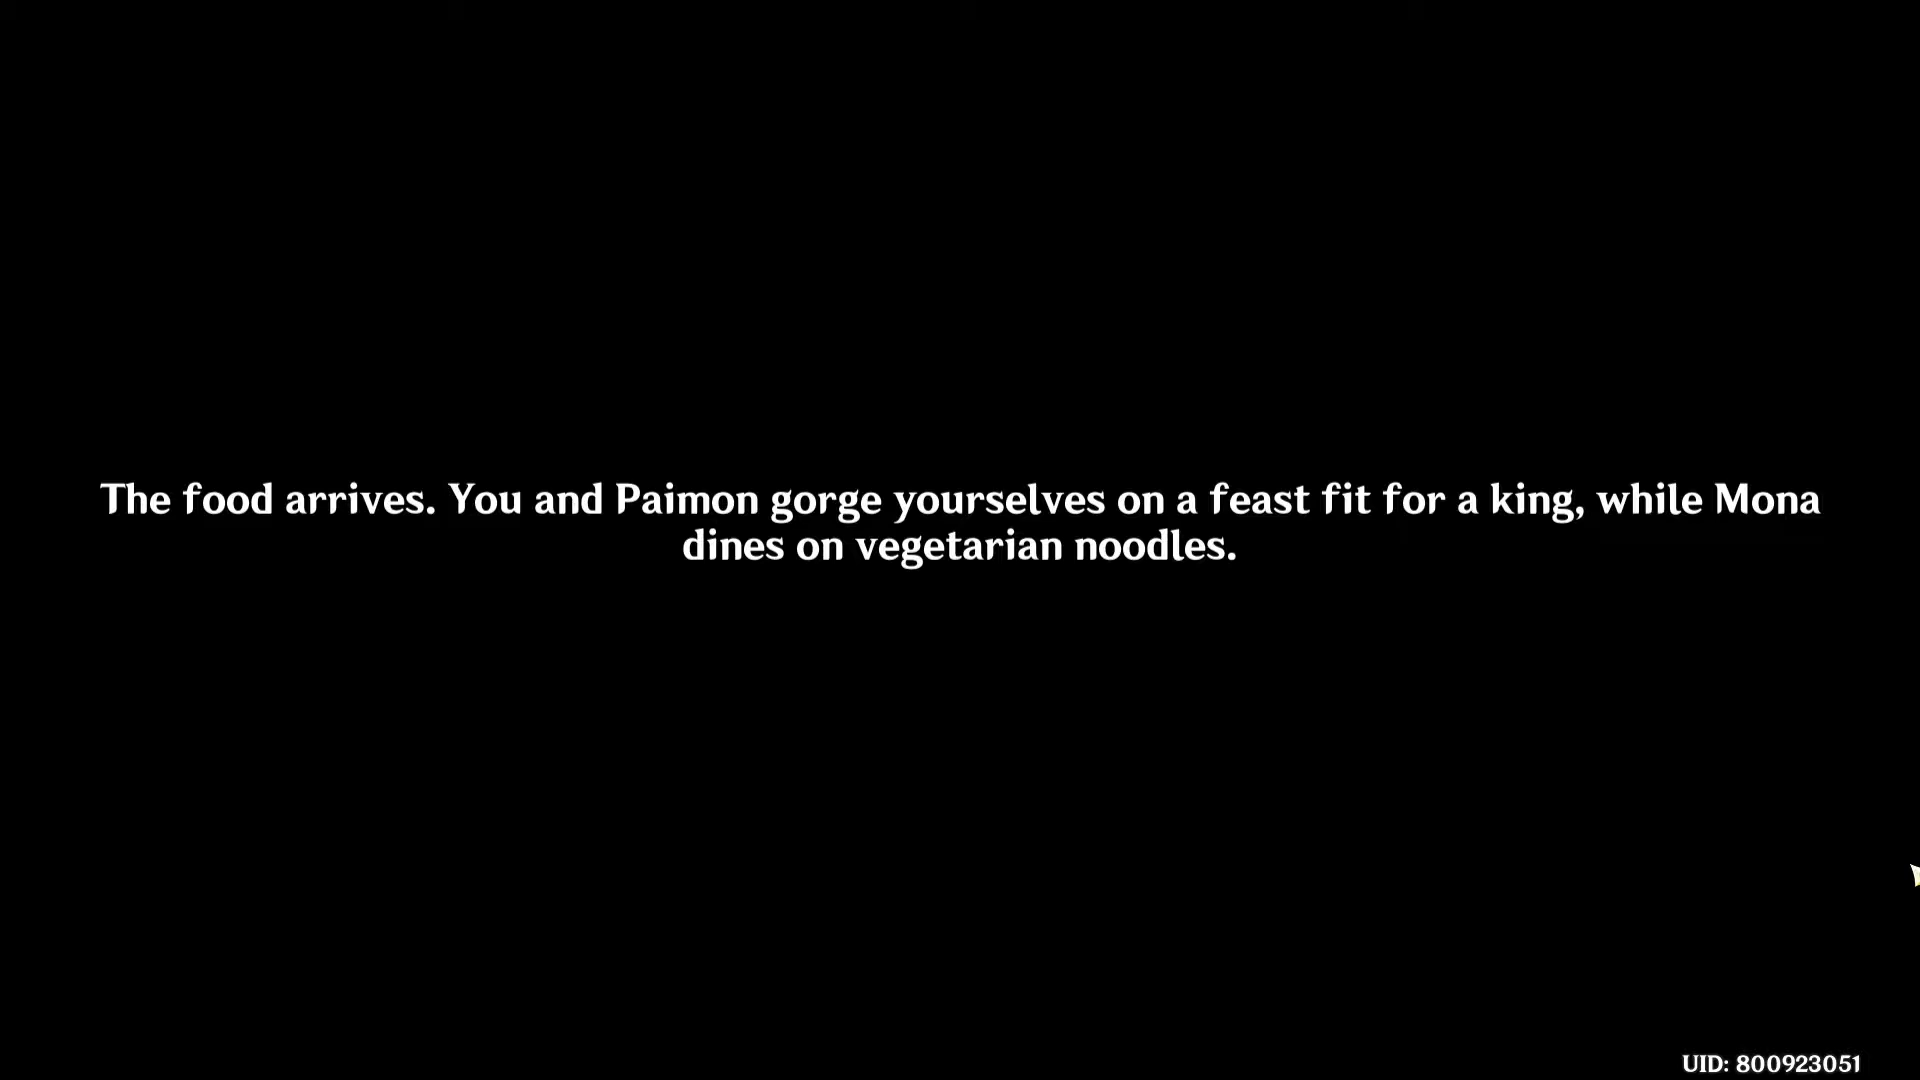 The food arrives. You and Paimon gorge yourselves on a feast fit for a king, while Mona
dines on vegetarian noodles.
UID: 800923051